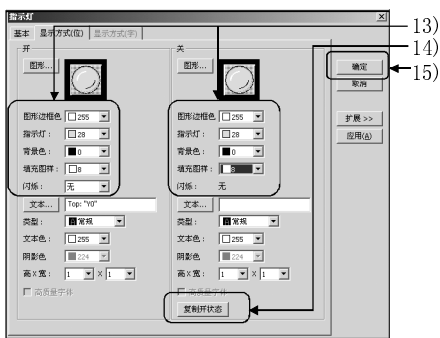 指示灯
基本 显示方式(位) 显示方式(字)
开
图形...
图形边框色 255
指示灯: 28
背景色: 0
填充图样: 8
闪烁: 无
文本... Top: "Y0"
类型: 常规
文本色: 255
阴影色 224
高×宽: 1 X 1
高质量字体
关
图形...
图形边框色 255
指示灯: 28
背景色: 0
填充图样: 8
闪烁: 无
文本...
类型: 常规
文本色: 255
阴影色 224
高×宽: 1 X 1
高质量字体
复制开状态
确定
取消
扩展 >>
应用(A)
13)
14)
15)